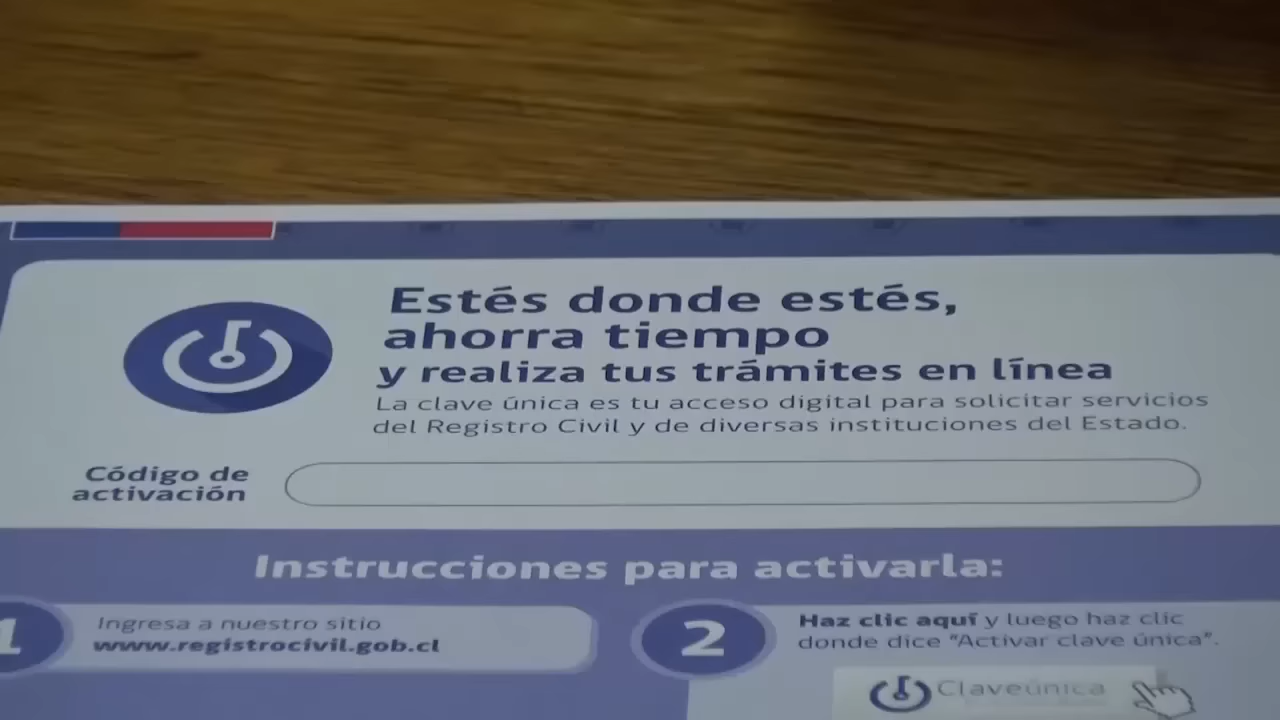 Estés donde estés,
ahorra tiempo
y realiza tus trámites en línea
La clave única es tu acceso digital para solicitar servicios
del Registro Civil y de diversas instituciones del Estado.
Código de
activación
Instrucciones para activarla:
1
Ingresa a nuestro sitio
www.registrocivil.gob.cl
2
Haz clic aquí y luego haz clic
donde dice "Activar clave única".
Claveúnica